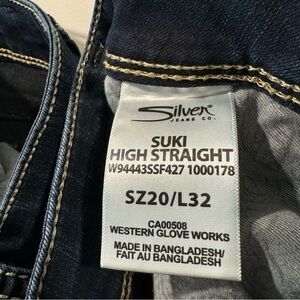 Silver
JEANS CO.
SUKI
HIGH STRAIGHT
W94443SSF427 1000178
SZ20/L32
CA00508
WESTERN GLOVE WORKS
MADE IN BANGLADESH/
FAIT AU BANGLADESH